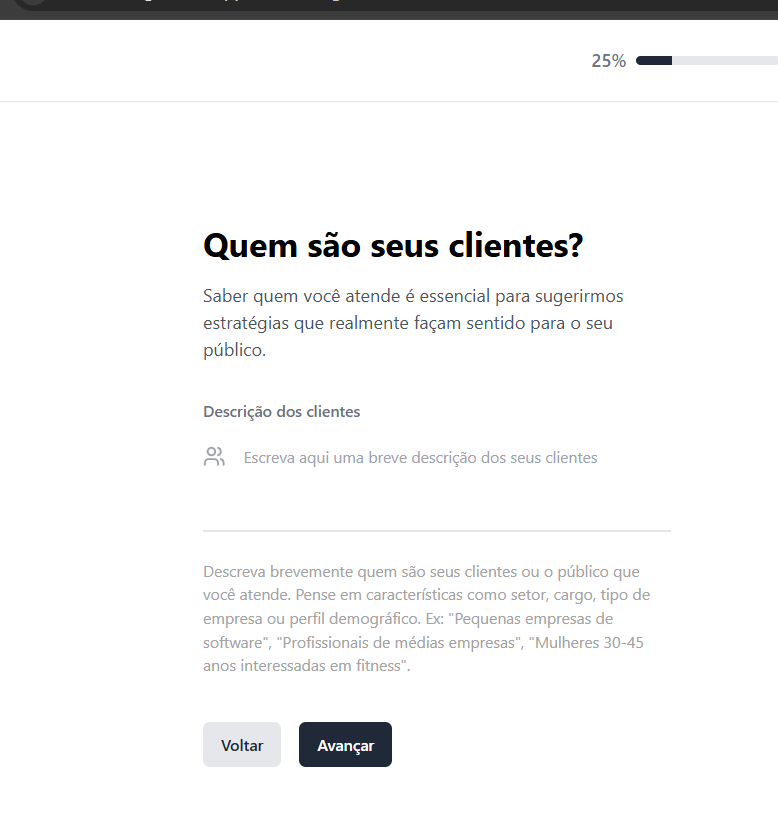 25%
Quem são seus clientes?
Saber quem você atende é essencial para sugerirmos
estratégias que realmente façam sentido para o seu
público.
Descrição dos clientes
Escreva aqui uma breve descrição dos seus clientes
Descreva brevemente quem são seus clientes ou o público que
você atende. Pense em características como setor, cargo, tipo de
empresa ou perfil demográfico. Ex: "Pequenas empresas de
software", "Profissionais de médias empresas", "Mulheres 30-45
anos interessadas em fitness".
Voltar
Avançar